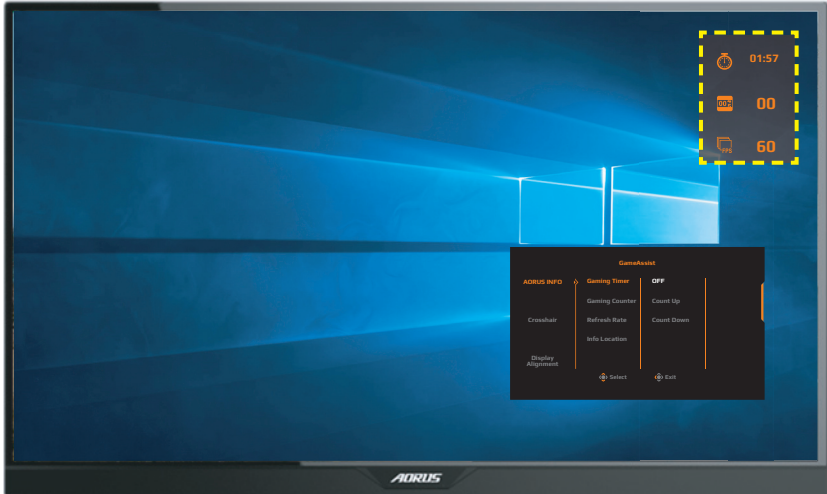 01:57
00
60
FPS
GameAssist
AORUS INFO Gaming Timer OFF
Gaming Counter Count Up
Crosshair Refresh Rate Count Down
Info Location
Display
Alignment
Select Exit
AORUS